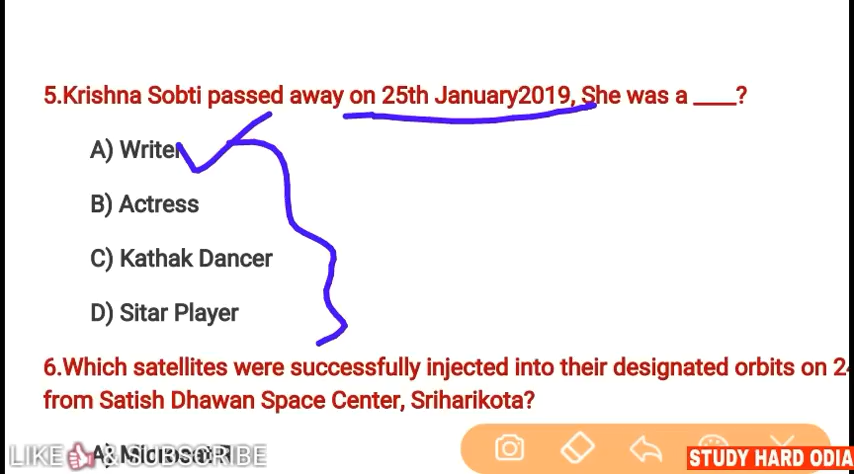 5.Krishna Sobti passed away on 25th January2019, She was a ____?
A) Writer
B) Actress
C) Kathak Dancer
D) Sitar Player
6.Which satellites were successfully injected into their designated orbits on 24
from Satish Dhawan Space Center, Sriharikota?
A) Microsat R
LIKE & SUBSCRIBE
STUDY HARD ODIA